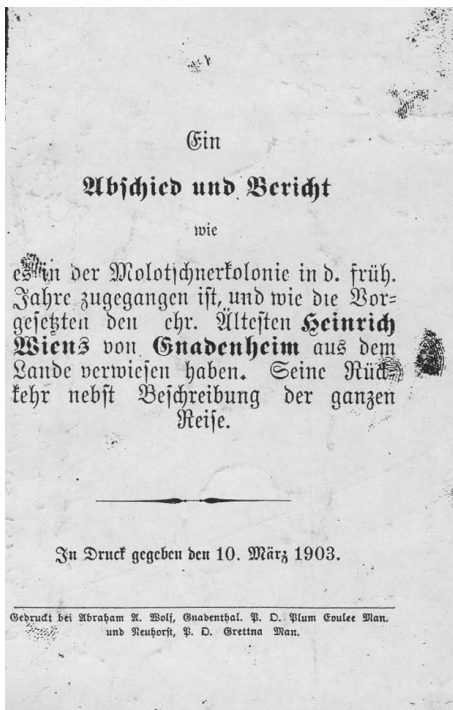 Ein
Abschied und Bericht
wie
es in der Molotschnerkolonie in d. früh.
Jahre zugegangen ist, und wie die Vor-
gesetzten den ehr. Ältesten Heinrich
Wiens von Gnadenheim aus dem
Lande verwiesen haben. Seine Rück-
kehr nebst Beschreibung der ganzen
Reise.
In Druck gegeben den 10. März 1903.
Gedruckt bei Abraham A. Wolf, Gnadenthal. P. O. Plum Coulee Man.
und Neuhorst, P. O. Grettna Man.